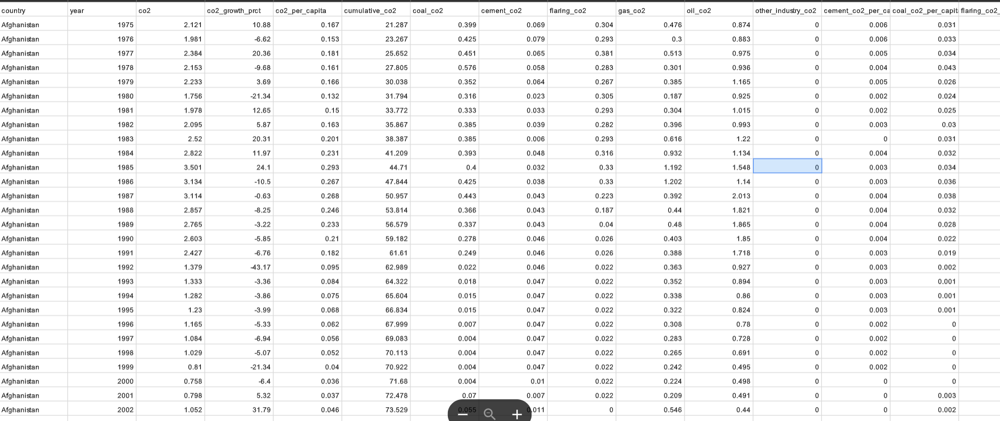 country year co2 co2_growth_prct co2_per_capita cumulative_co2 coal_co2 cement_co2 flaring_co2 gas_co2 oil_co2 other_industry_co2 cement_co2_per_ca coal_co2_per_capit flaring_co2_
Afghanistan 1975 2.121 10.88 0.167 21.287 0.399 0.069 0.304 0.476 0.874 0 0.006 0.031
Afghanistan 1976 1.981 -6.62 0.153 23.267 0.425 0.079 0.293 0.3 0.883 0 0.006 0.033
Afghanistan 1977 2.384 20.36 0.181 25.652 0.451 0.065 0.381 0.513 0.975 0 0.005 0.034
Afghanistan 1978 2.153 -9.68 0.161 27.805 0.576 0.058 0.283 0.301 0.936 0 0.004 0.043
Afghanistan 1979 2.233 3.69 0.166 30.038 0.352 0.064 0.267 0.385 1.165 0 0.005 0.026
Afghanistan 1980 1.756 -21.34 0.132 31.794 0.316 0.023 0.305 0.187 0.925 0 0.002 0.024
Afghanistan 1981 1.978 12.65 0.15 33.772 0.333 0.033 0.293 0.304 1.015 0 0.002 0.025
Afghanistan 1982 2.095 5.87 0.163 35.867 0.385 0.039 0.282 0.396 0.993 0 0.003 0.03
Afghanistan 1983 2.52 20.31 0.201 38.387 0.385 0.006 0.293 0.616 1.22 0 0 0.031
Afghanistan 1984 2.822 11.97 0.231 41.209 0.393 0.048 0.316 0.932 1.134 0 0.004 0.032
Afghanistan 1985 3.501 24.1 0.293 44.71 0.4 0.032 0.33 1.192 1.548 0 0.003 0.034
Afghanistan 1986 3.134 -10.5 0.267 47.844 0.425 0.038 0.33 1.202 1.14 0 0.003 0.036
Afghanistan 1987 3.114 -0.63 0.268 50.957 0.443 0.043 0.223 0.392 2.013 0 0.004 0.038
Afghanistan 1988 2.857 -8.25 0.246 53.814 0.366 0.043 0.187 0.44 1.821 0 0.004 0.032
Afghanistan 1989 2.765 -3.22 0.233 56.579 0.337 0.043 0.04 0.48 1.865 0 0.004 0.028
Afghanistan 1990 2.603 -5.85 0.21 59.182 0.278 0.046 0.026 0.403 1.85 0 0.004 0.022
Afghanistan 1991 2.427 -6.76 0.182 61.61 0.249 0.046 0.026 0.388 1.718 0 0.003 0.019
Afghanistan 1992 1.379 -43.17 0.095 62.989 0.022 0.046 0.022 0.363 0.927 0 0.003 0.002
Afghanistan 1993 1.333 -3.36 0.084 64.322 0.018 0.047 0.022 0.352 0.894 0 0.003 0.001
Afghanistan 1994 1.282 -3.86 0.075 65.604 0.015 0.047 0.022 0.338 0.86 0 0.003 0.001
Afghanistan 1995 1.23 -3.99 0.068 66.834 0.015 0.047 0.022 0.322 0.824 0 0.003 0.001
Afghanistan 1996 1.165 -5.33 0.062 67.999 0.007 0.047 0.022 0.308 0.78 0 0.002 0
Afghanistan 1997 1.084 -6.94 0.056 69.083 0.004 0.047 0.022 0.283 0.728 0 0.002 0
Afghanistan 1998 1.029 -5.07 0.052 70.113 0.004 0.047 0.022 0.265 0.691 0 0.002 0
Afghanistan 1999 0.81 -21.34 0.04 70.922 0.004 0.047 0.022 0.242 0.495 0 0.002 0
Afghanistan 2000 0.758 -6.4 0.036 71.68 0.004 0.01 0.022 0.224 0.498 0 0 0
Afghanistan 2001 0.798 5.32 0.037 72.478 0.07 0.007 0.022 0.209 0.491 0 0 0.003
Afghanistan 2002 1.052 31.79 0.046 73.529 0.055 0.011 0 0.546 0.44 0 0 0.002